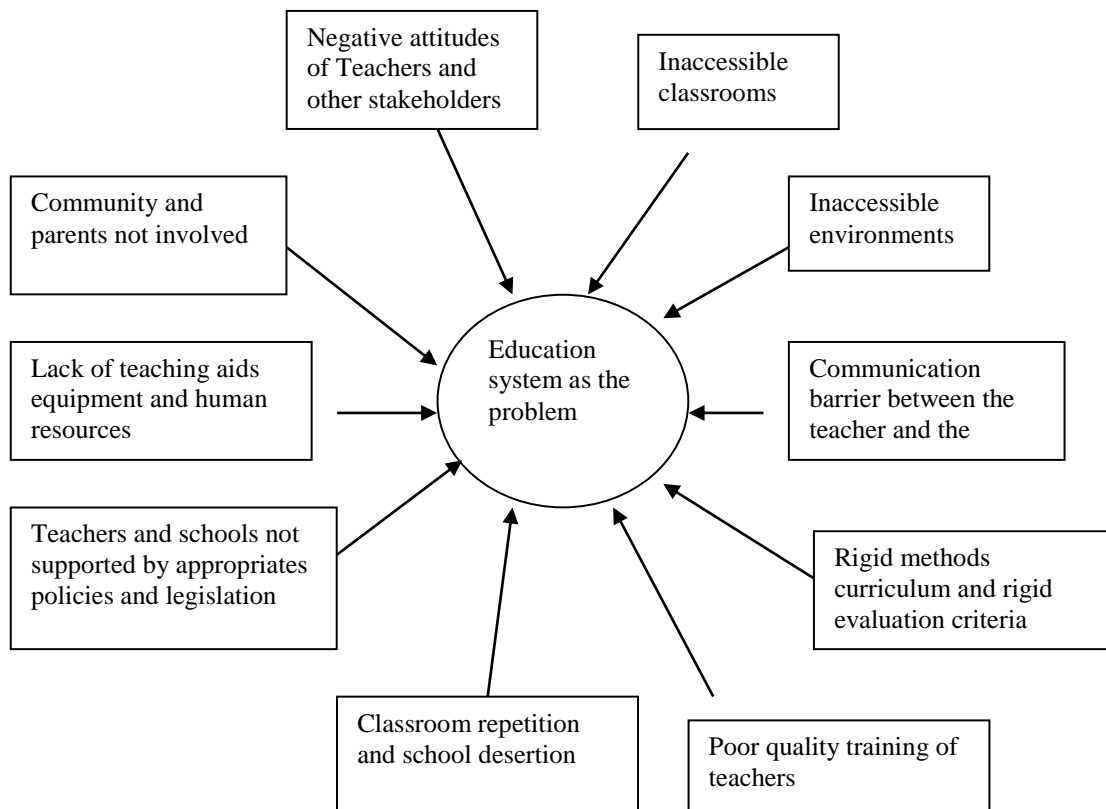 Negative attitudes
of Teachers and
other stakeholders
Inaccessible
classrooms
Community and
parents not involved
Inaccessible
environments
Education
system as the
problem
Lack of teaching aids
equipment and human
resources
Communication
barrier between the
teacher and the
Teachers and schools not
supported by appropriates
policies and legislation
Rigid methods
curriculum and rigid
evaluation criteria
Classroom repetition
and school desertion
Poor quality training of
teachers